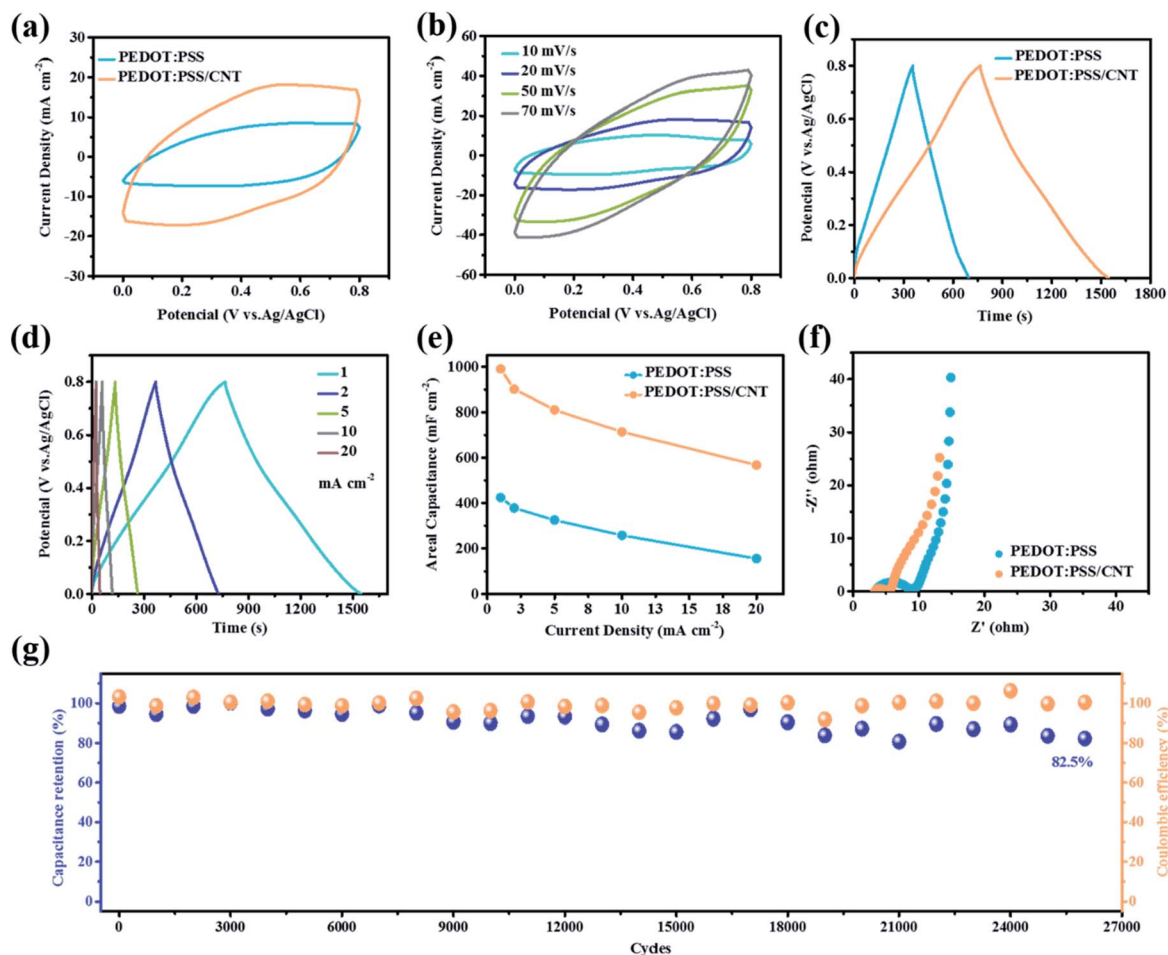 (a)
30
20
10
0
-10
-20
-30
Current Density (mA cm⁻²)
PEDOT:PSS
PEDOT:PSS/CNT
0.0 0.2 0.4 0.6 0.8
Potencial (V vs.Ag/AgCl)
(b)
60
40
20
0
-20
-40
-60
Current Density (mA cm⁻²)
10 mV/s
20 mV/s
50 mV/s
70 mV/s
0.0 0.2 0.4 0.6 0.8
Potencial (V vs.Ag/AgCl)
(c)
1.0
0.8
0.6
0.4
0.2
0.0
Potencial (V vs.Ag/AgCl)
PEDOT:PSS
PEDOT:PSS/CNT
0 300 600 900 1200 1500 1800
Time (s)
(d)
0.8
0.6
0.4
0.2
0.0
Potencial (V vs.Ag/AgCl)
1
2
5
10
20
mA cm⁻²
0 300 600 900 1200 1500
Time (s)
(e)
1000
800
600
400
200
0
Areal Capacitance (mF cm⁻²)
PEDOT:PSS
PEDOT:PSS/CNT
0 3 5 8 10 13 15 18 20
Current Density (mA cm⁻²)
(f)
40
30
20
10
0
-Z'' (ohm)
PEDOT:PSS
PEDOT:PSS/CNT
0 10 20 30 40
Z' (ohm)
(g)
100
80
60
40
20
0
Capacitance retention (%)
82.5%
100
80
60
40
20
0
Coulombic efficiency (%)
0 3000 6000 9000 12000 15000 18000 21000 24000 27000
Cycles